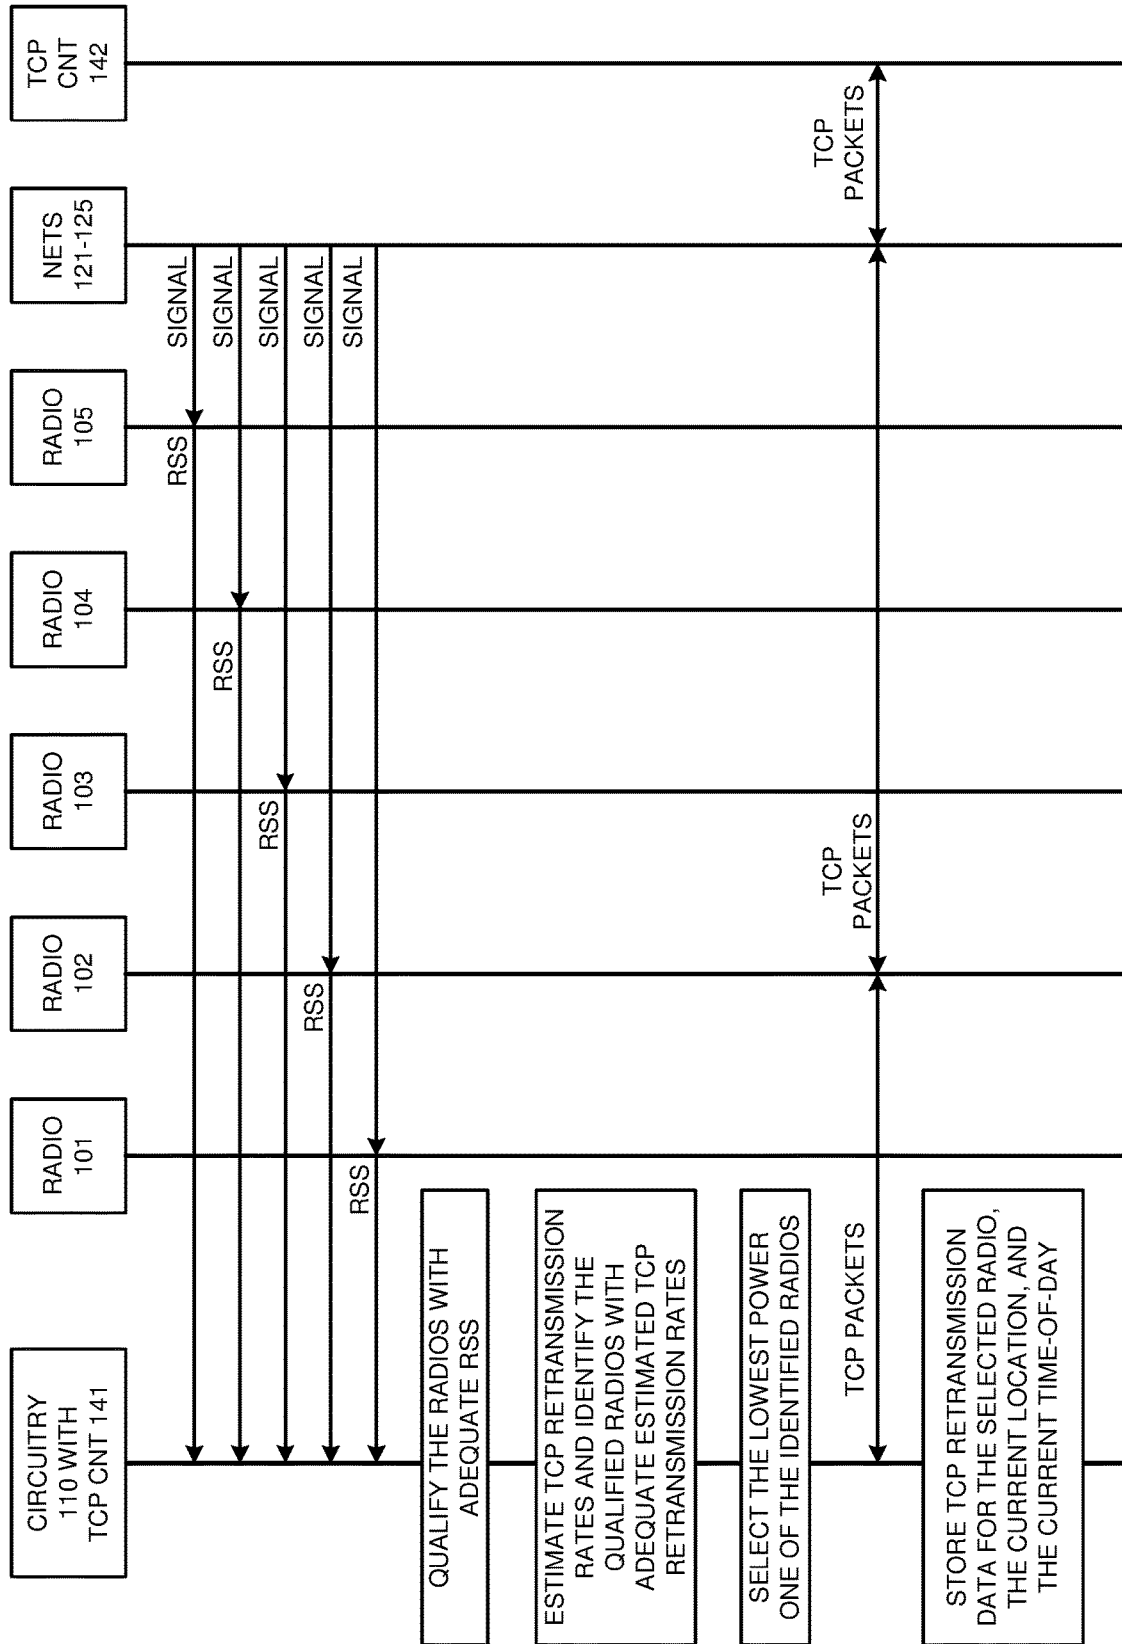 CIRCUITRY
110 WITH
TCP CNT 141
RADIO
101
RADIO
102
RADIO
103
RADIO
104
RADIO
105
NETS
121-125
TCP
CNT
142
SIGNAL
RSS
SIGNAL
RSS
SIGNAL
RSS
SIGNAL
RSS
SIGNAL
RSS
QUALIFY THE RADIOS WITH
ADEQUATE RSS
ESTIMATE TCP RETRANSMISSION
RATES AND IDENTIFY THE
QUALIFIED RADIOS WITH
ADEQUATE ESTIMATED TCP
RETRANSMISSION RATES
SELECT THE LOWEST POWER
ONE OF THE IDENTIFIED RADIOS
TCP PACKETS
TCP
PACKETS
TCP
PACKETS
STORE TCP RETRANSMISSION
DATA FOR THE SELECTED RADIO,
THE CURRENT LOCATION, AND
THE CURRENT TIME-OF-DAY